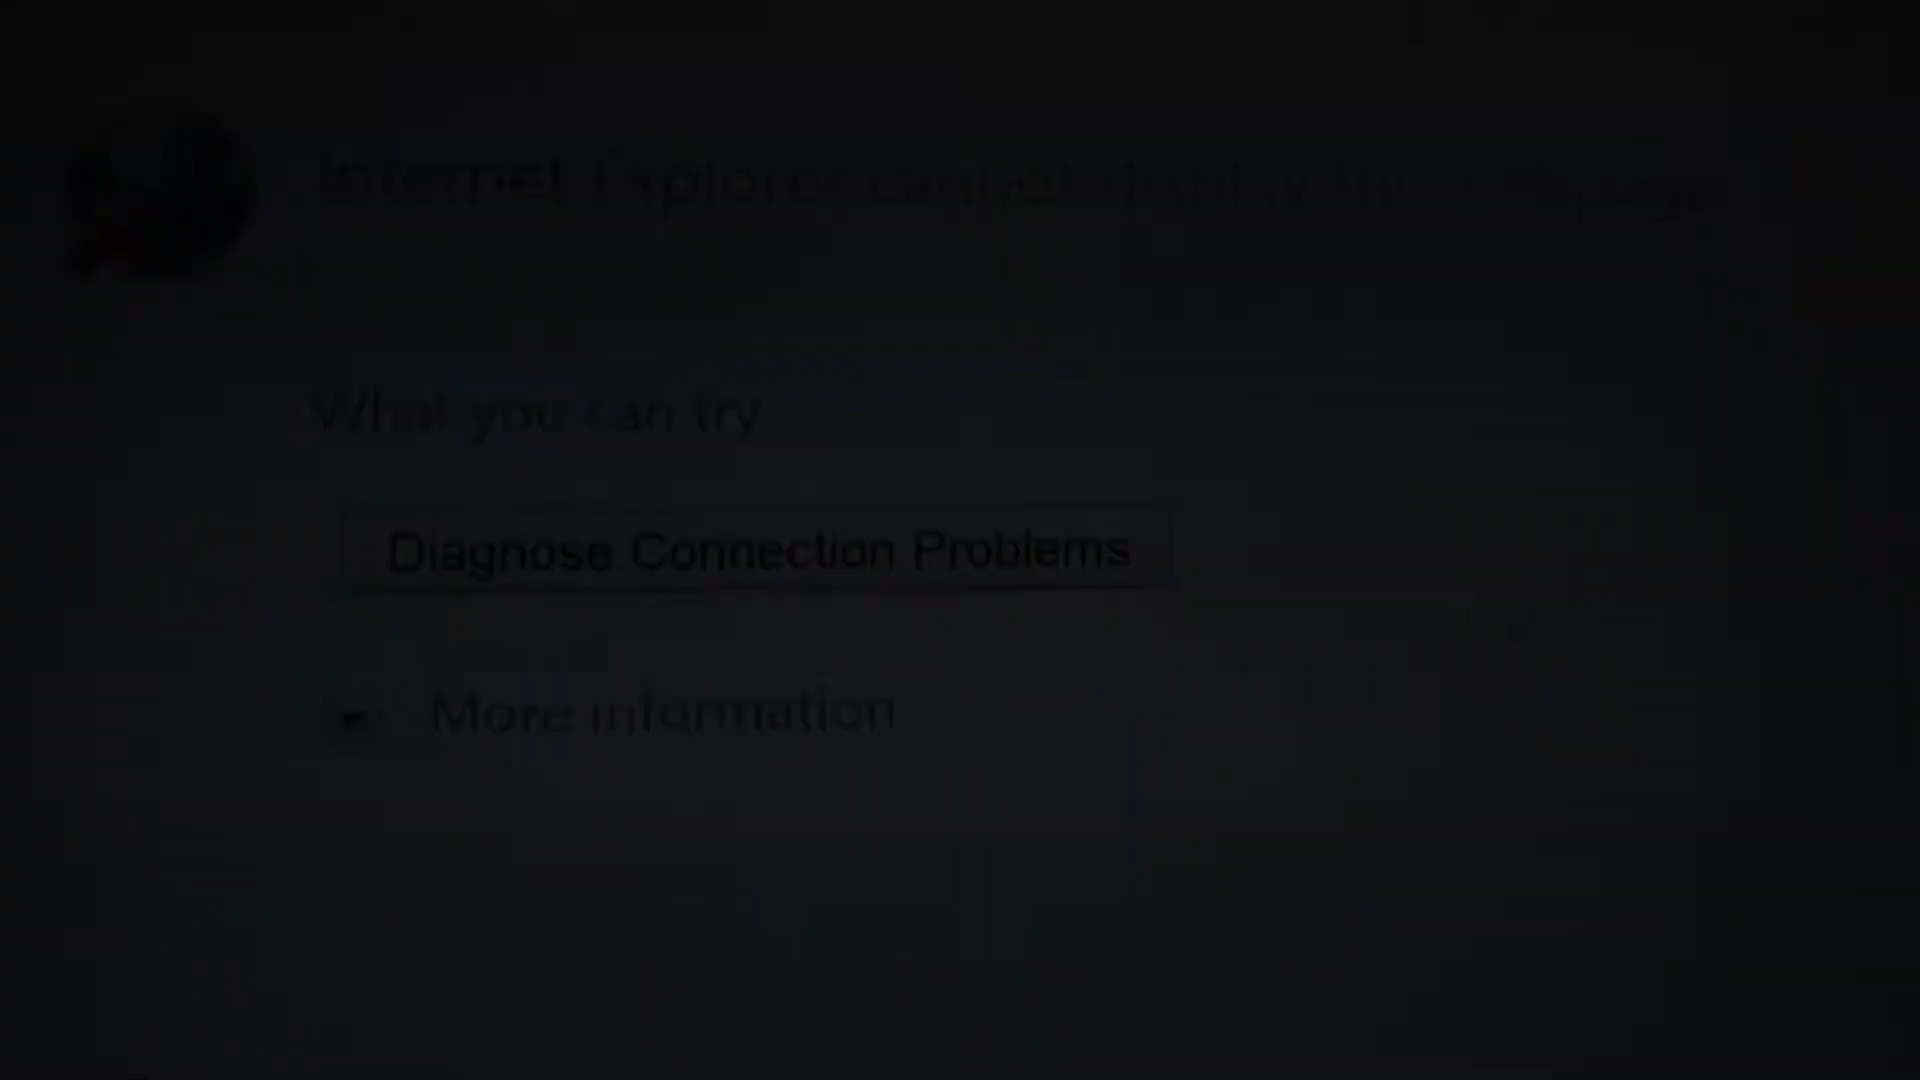 Internet Explorer cannot display the webpage
What you can try
Diagnose Connection Problems
More information